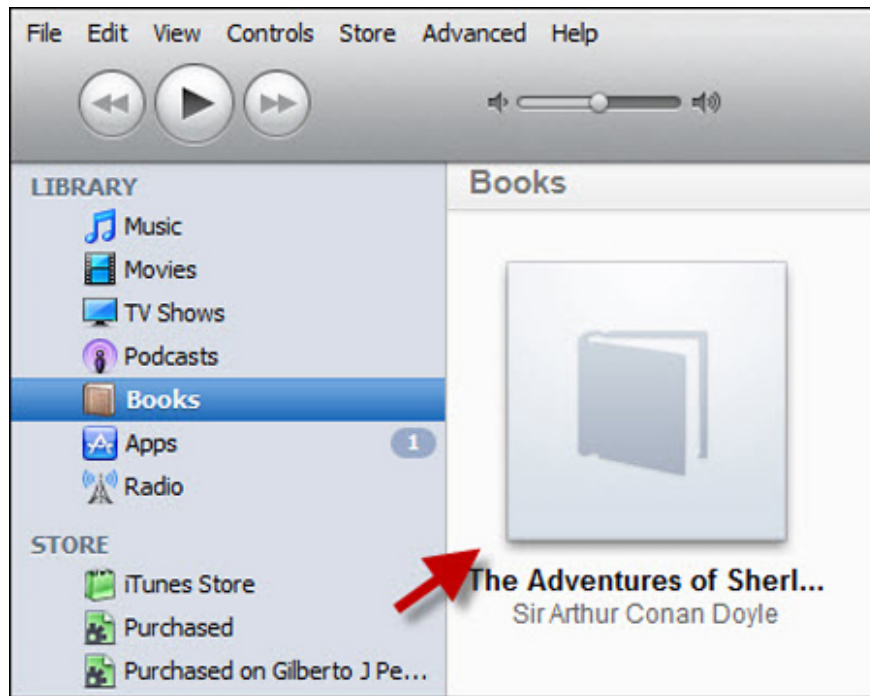 File Edit View Controls Store Advanced Help
LIBRARY
Music
Movies
TV Shows
Podcasts
Books
Apps 1
Radio
STORE
iTunes Store
Purchased
Purchased on Gilberto J Pe...
Books
The Adventures of Sherl...
Sir Arthur Conan Doyle